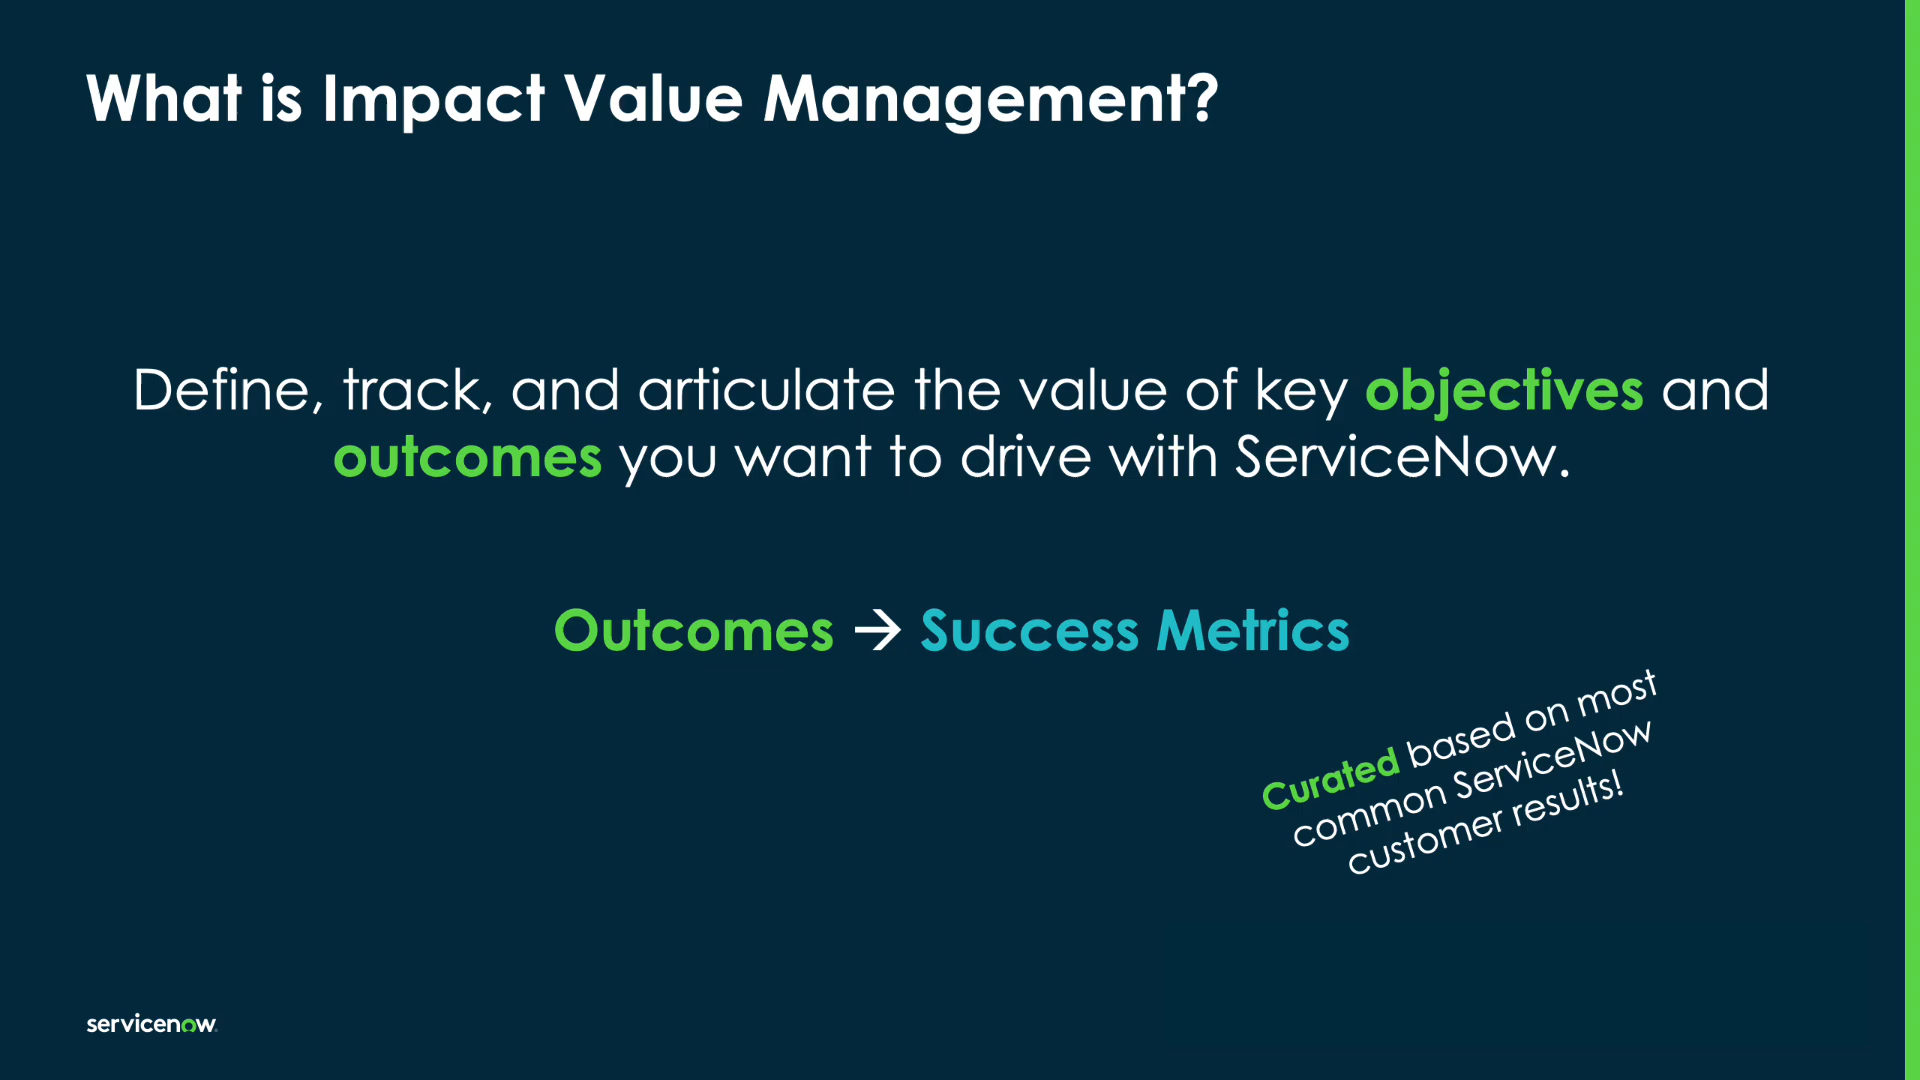 What is Impact Value Management?
Define, track, and articulate the value of key objectives and
outcomes you want to drive with ServiceNow.
Outcomes → Success Metrics
Curated based on most
common ServiceNow
customer results!
servicenow